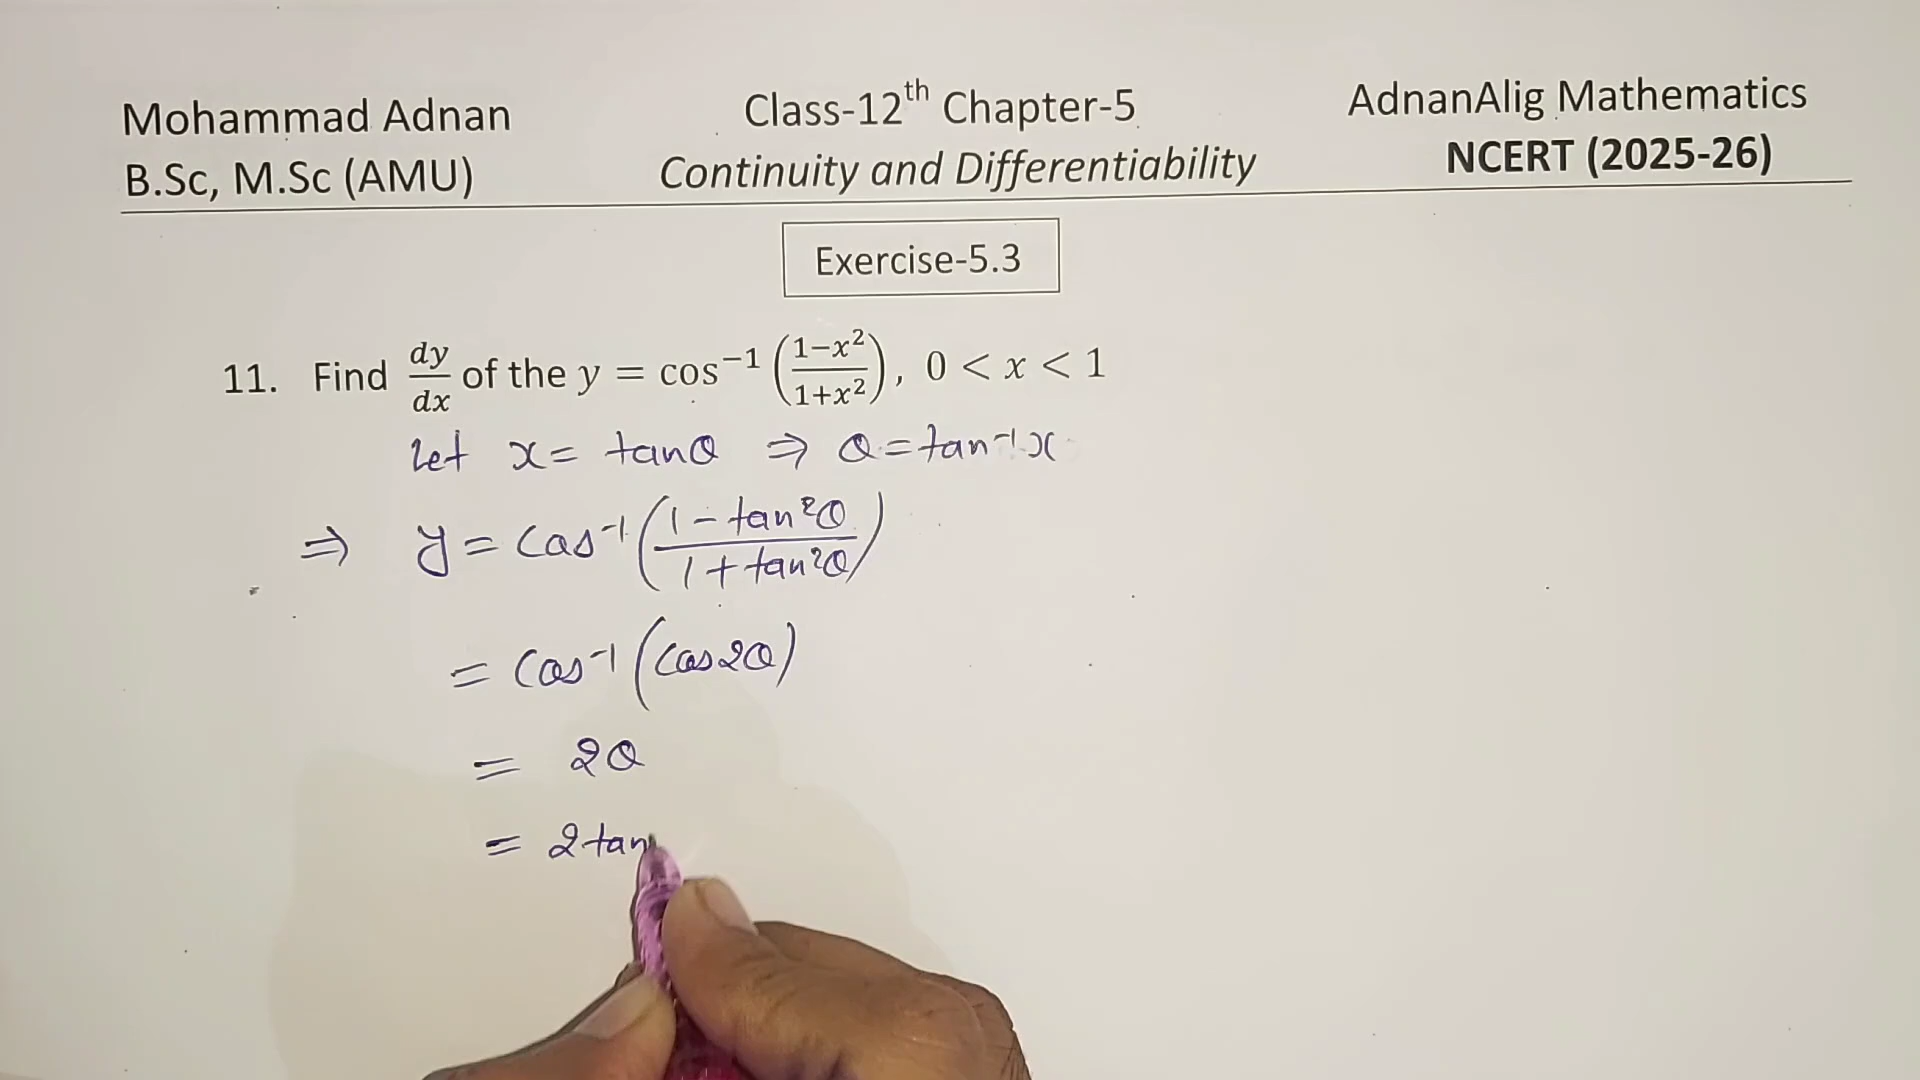 Mohammad Adnan
B.Sc, M.Sc (AMU)
Class-12th Chapter-5
Continuity and Differentiability
AdnanAlig Mathematics
NCERT (2025-26)
Exercise-5.3
11. Find dy/dx of the y = cos⁻¹((1−x²)/(1+x²)), 0 < x < 1
Let x = tanθ ⇒ θ = tan⁻¹x
⇒ y = cos⁻¹((1 − tan²θ)/(1 + tan²θ))
= cos⁻¹(cos2θ)
= 2θ
= 2tan